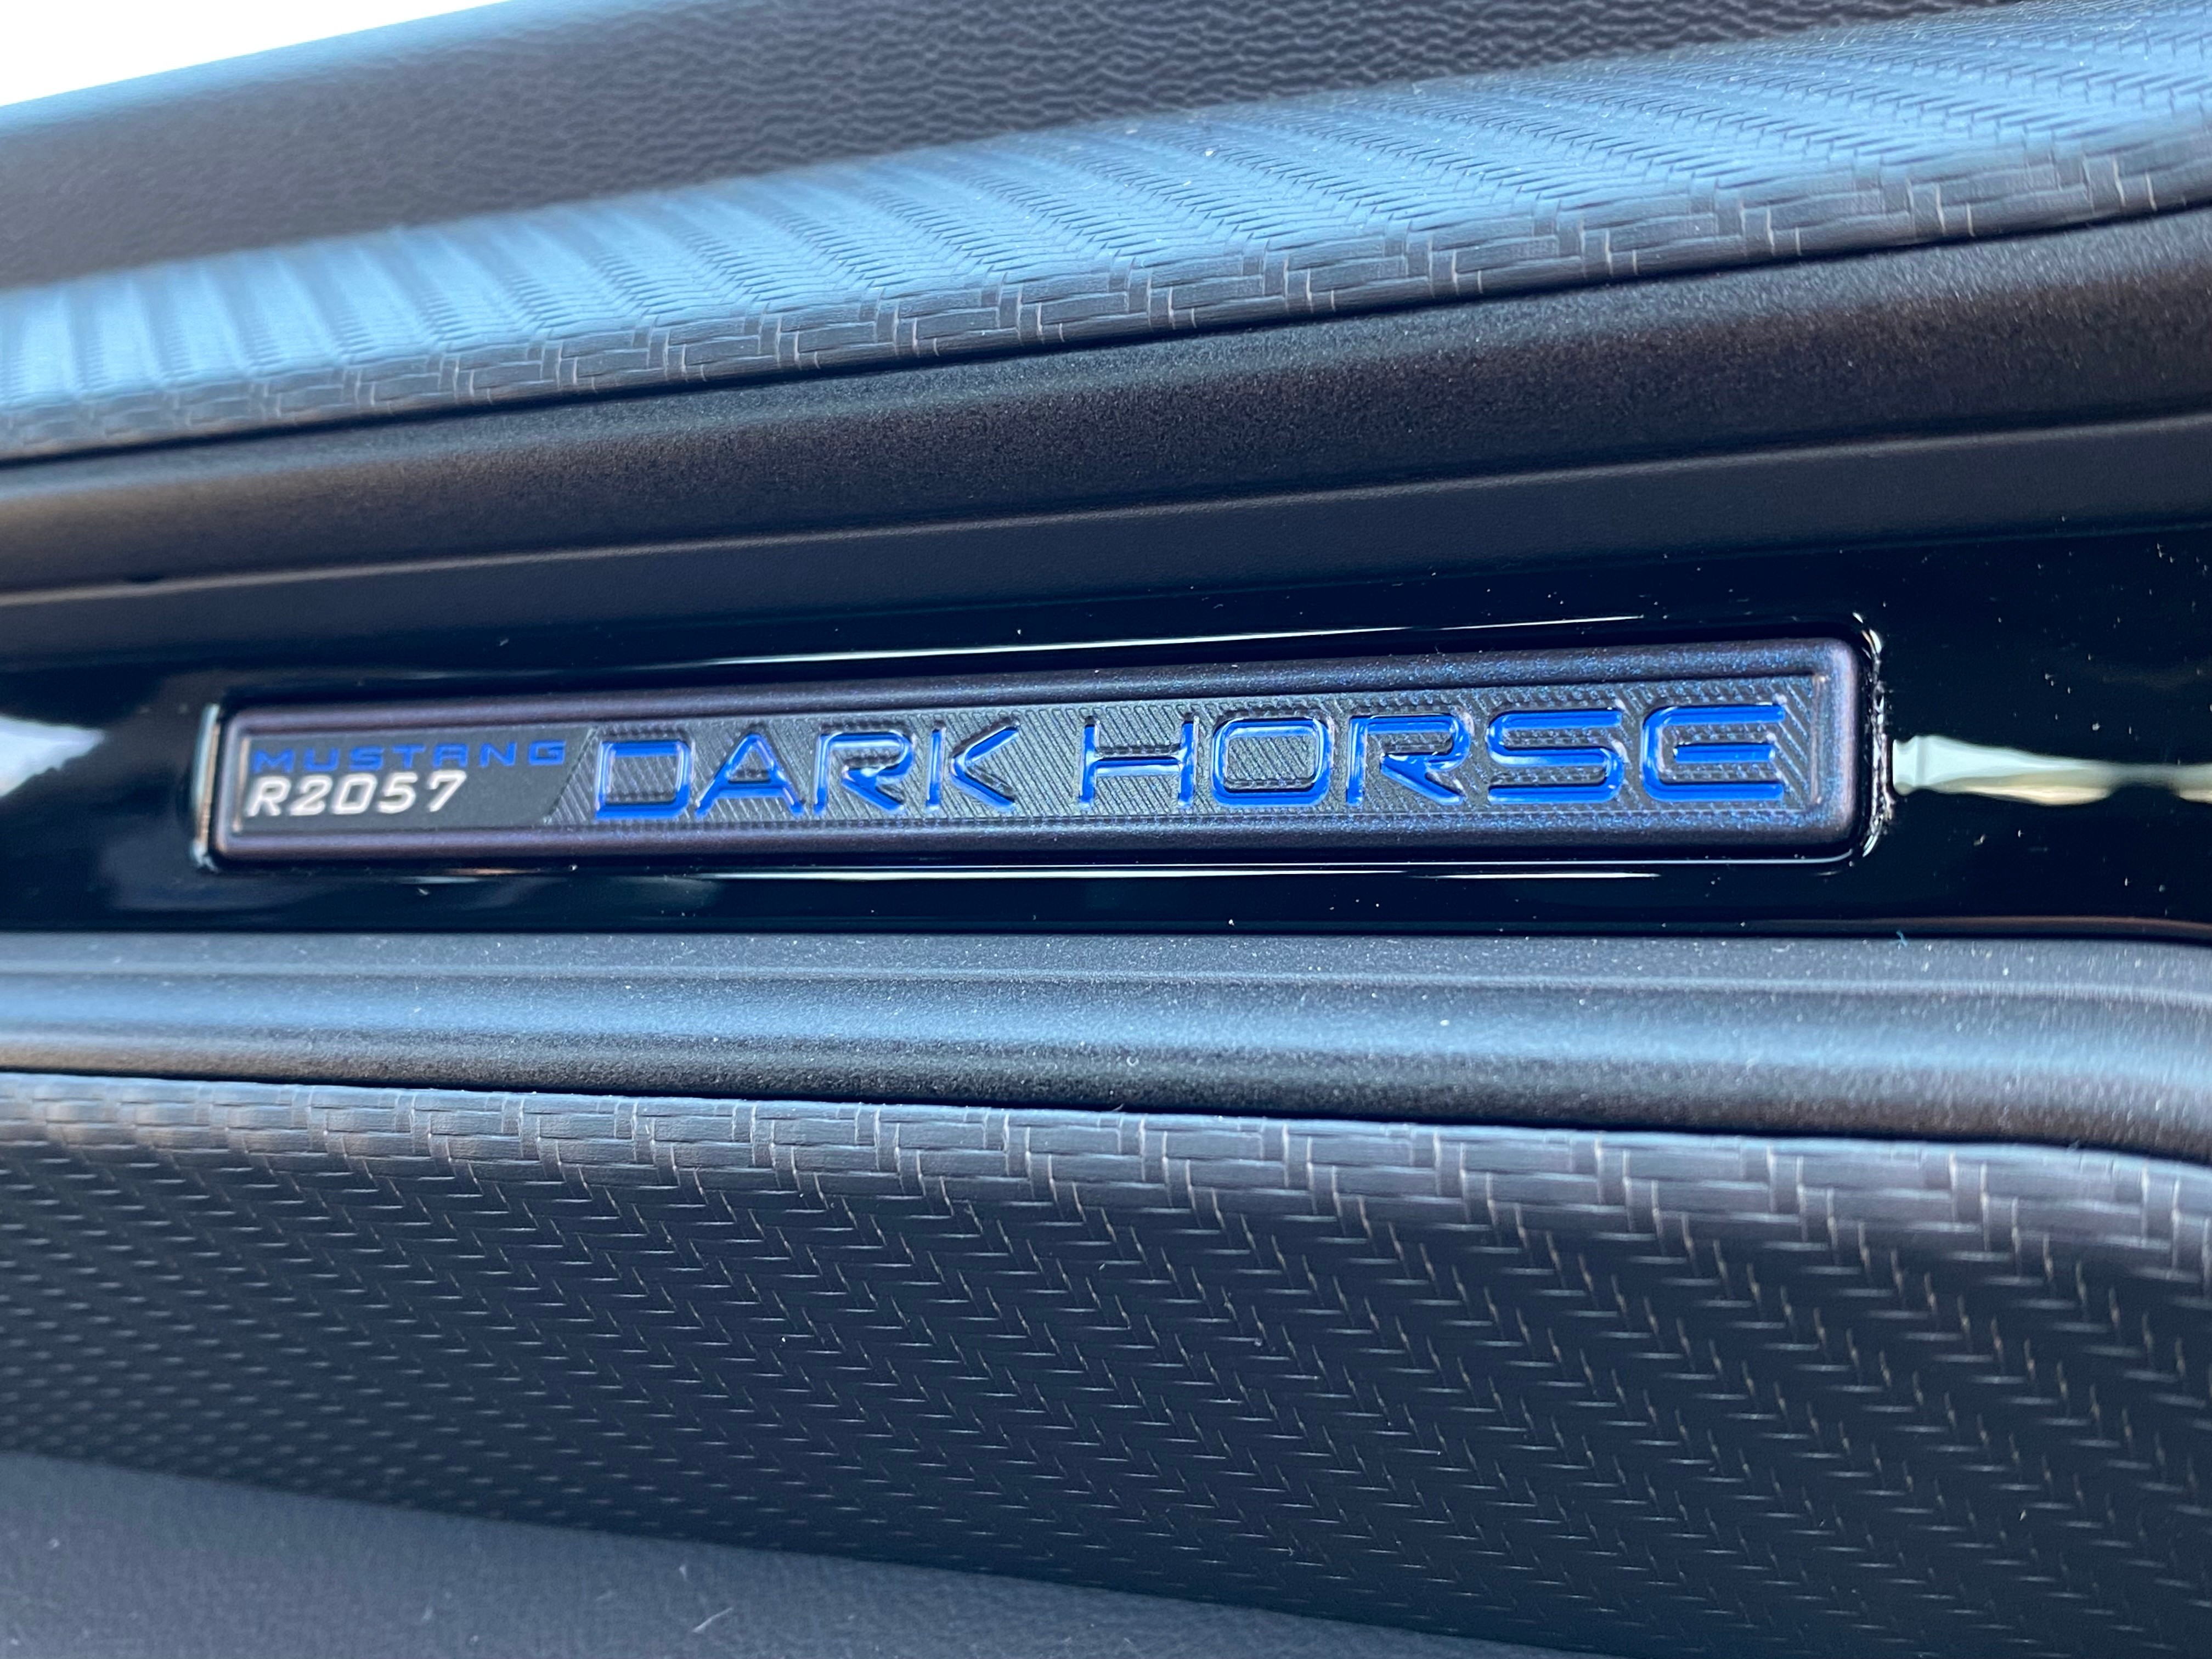 MUSTANG
R2057
DARK HORSE